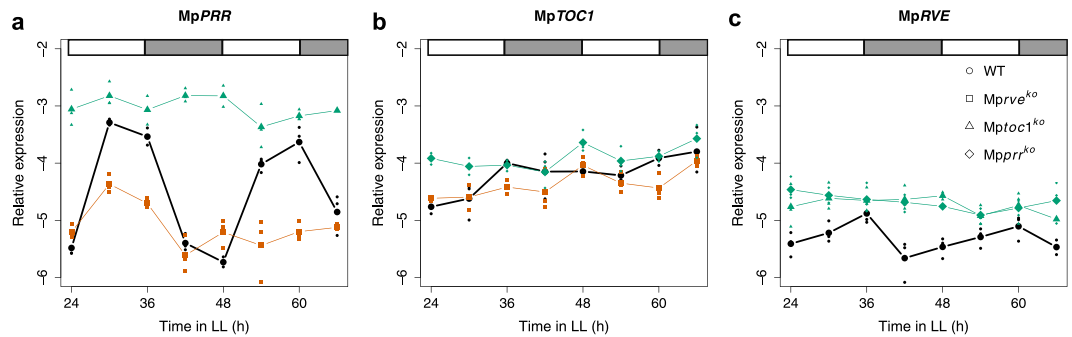 a MpPRR
b MpTOC1
c MpRVE
Relative expression
−2
−3
−4
−5
−6
24 36 48 60
Time in LL (h)
Relative expression
−2
−3
−4
−5
−6
24 36 48 60
Time in LL (h)
Relative expression
−2
−3
−4
−5
−6
24 36 48 60
Time in LL (h)
WT
Mprve^ko
Mptoc1^ko
Mpprr^ko